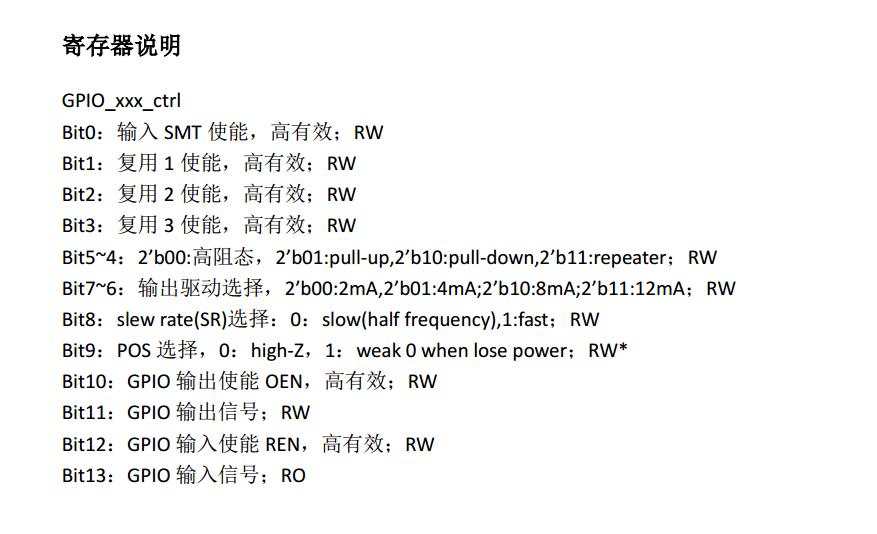 寄存器说明
GPIO_xxx_ctrl
Bit0：输入 SMT 使能，高有效；RW
Bit1：复用 1 使能，高有效；RW
Bit2：复用 2 使能，高有效；RW
Bit3：复用 3 使能，高有效；RW
Bit5~4：2’b00:高阻态，2’b01:pull-up,2’b10:pull-down,2’b11:repeater；RW
Bit7~6：输出驱动选择，2’b00:2mA,2’b01:4mA;2’b10:8mA;2’b11:12mA；RW
Bit8：slew rate(SR)选择：0：slow(half frequency),1:fast；RW
Bit9：POS 选择，0：high-Z，1：weak 0 when lose power；RW*
Bit10：GPIO 输出使能 OEN，高有效；RW
Bit11：GPIO 输出信号；RW
Bit12：GPIO 输入使能 REN，高有效；RW
Bit13：GPIO 输入信号；RO